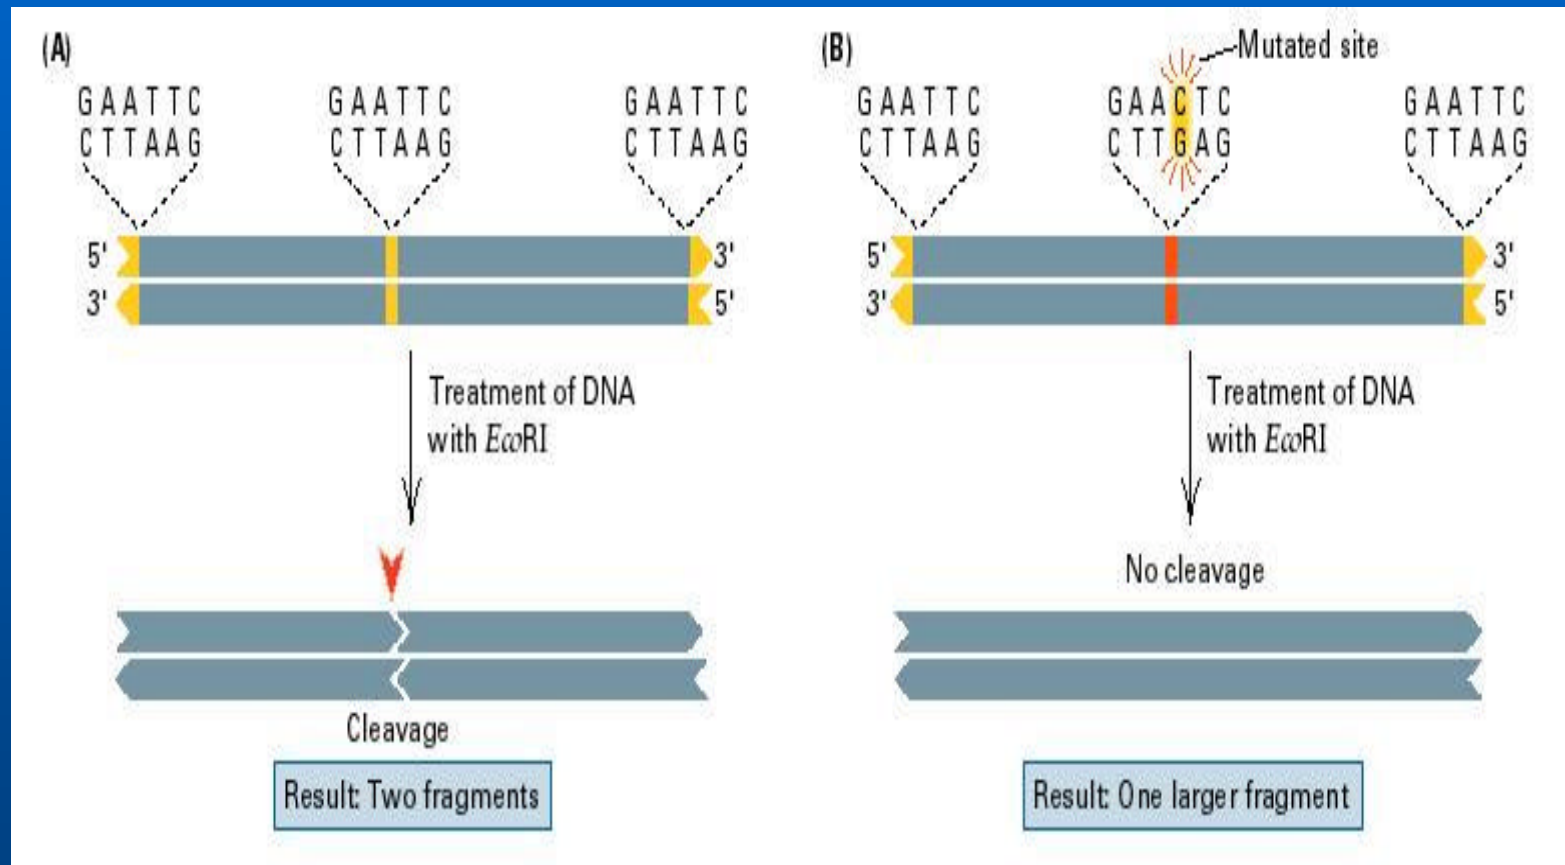 (A)
GAATTC GAATTC GAATTC
CTTAAG CTTAAG CTTAAG
5' 3'
3' 5'
Treatment of DNA
with EcoRI
Cleavage
Result: Two fragments
(B)
Mutated site
GAATTC GAACTC GAATTC
CTTAAG CTTGAG CTTAAG
5' 3'
3' 5'
Treatment of DNA
with EcoRI
No cleavage
Result: One larger fragment